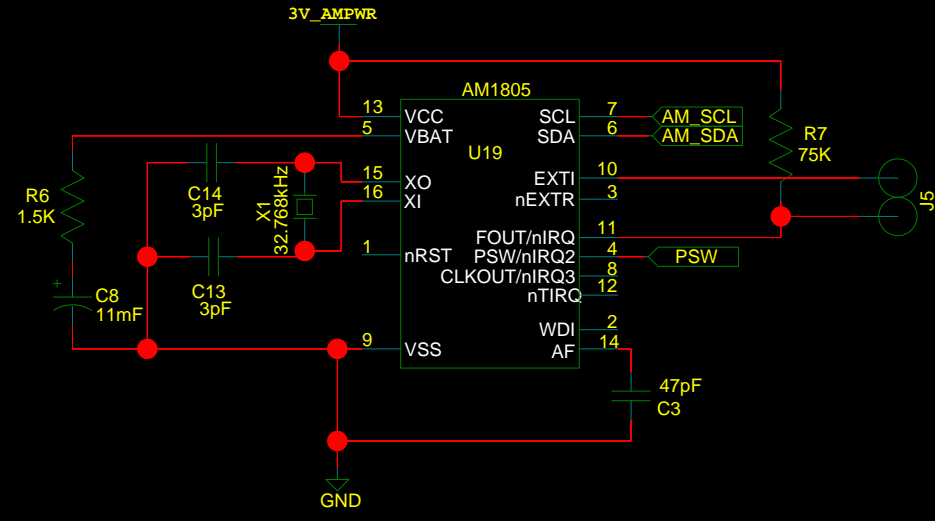 3V_AMPWR
AM1805
U19
13 VCC
5 VBAT
15 XO
16 XI
1 nRST
9 VSS
SCL 7 AM_SCL
SDA 6 AM_SDA
EXTI 10
nEXTR 3
FOUT/nIRQ 11
PSW/nIRQ2 4 PSW
CLKOUT/nIRQ3 8
nTIRQ 12
WDI 2
AF 14
R7
75K
J5
R6
1.5K
C14
3pF
X1
32.768kHz
C13
3pF
+
C8
11mF
47pF
C3
GND